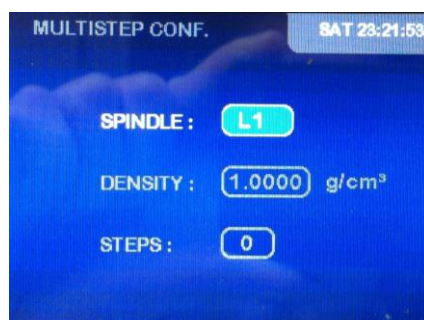 MULTISTEP CONF. SAT 23:21:53
SPINDLE : L1
DENSITY : 1.0000 g/cm³
STEPS : 0